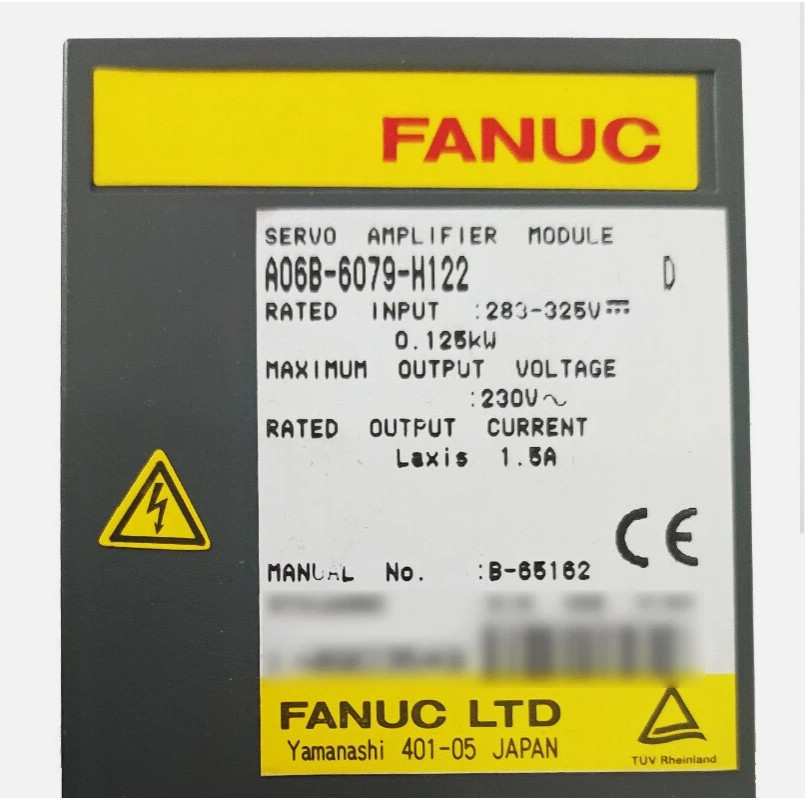 FANUC
SERVO AMPLIFIER MODULE
A06B-6079-H122 D
RATED INPUT :283-325V⎓
0.125kW
MAXIMUM OUTPUT VOLTAGE
:230V～
RATED OUTPUT CURRENT
Laxis 1.5A
CE
MANUAL No. :B-65162
FANUC LTD
Yamanashi 401-05 JAPAN
TÜV Rheinland